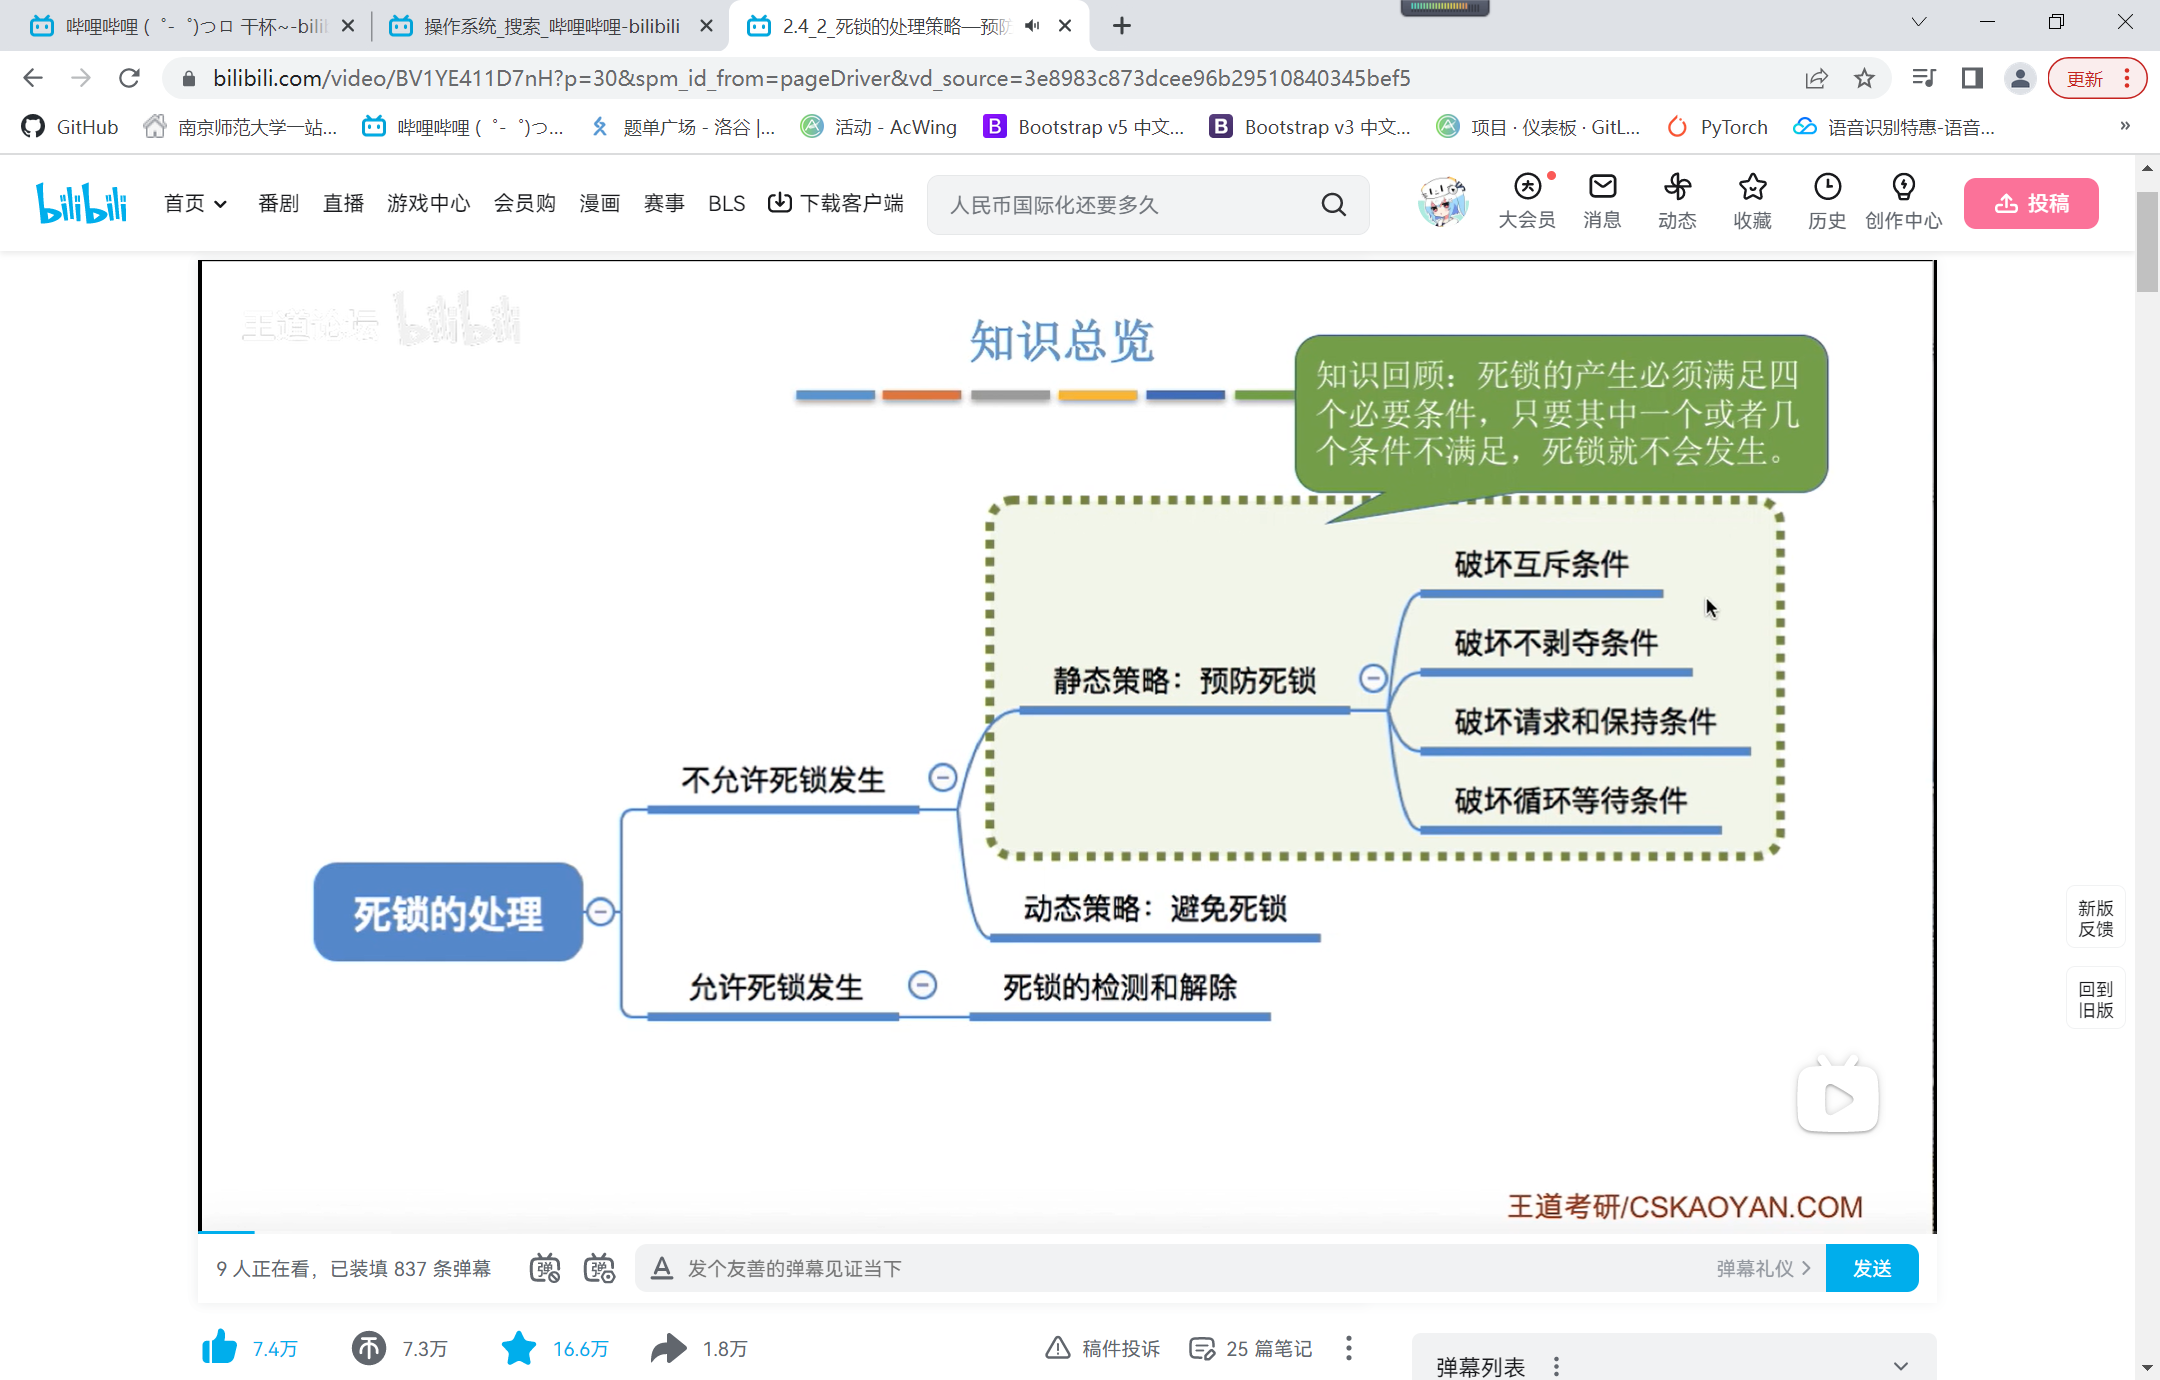 哔哩哔哩 (゜-゜)つロ 干杯~-bili
操作系统_搜索_哔哩哔哩-bilibili
2.4_2_死锁的处理策略—预防
bilibili.com/video/BV1YE411D7nH?p=30&spm_id_from=pageDriver&vd_source=3e8983c873dcee96b29510840345bef5
更新
GitHub
南京师范大学一站...
哔哩哔哩 (゜-゜)つ...
题单广场 - 洛谷 |...
活动 - AcWing
Bootstrap v5 中文...
Bootstrap v3 中文...
项目 · 仪表板 · GitL...
PyTorch
语音识别特惠-语音...
»
bilibili
首页
番剧
直播
游戏中心
会员购
漫画
赛事
BLS
下载客户端
人民币国际化还要多久
大会员
消息
动态
收藏
历史
创作中心
投稿
王道论坛 bilibili
知识总览
知识回顾：死锁的产生必须满足四
个必要条件，只要其中一个或者几
个条件不满足，死锁就不会发生。
破坏互斥条件
破坏不剥夺条件
静态策略：预防死锁
破坏请求和保持条件
不允许死锁发生
破坏循环等待条件
死锁的处理
动态策略：避免死锁
允许死锁发生
死锁的检测和解除
新版
反馈
回到
旧版
王道考研/CSKAOYAN.COM
9 人正在看，已装填 837 条弹幕
发个友善的弹幕见证当下
弹幕礼仪
发送
7.4万
7.3万
16.6万
1.8万
稿件投诉
25 篇笔记
弹幕列表